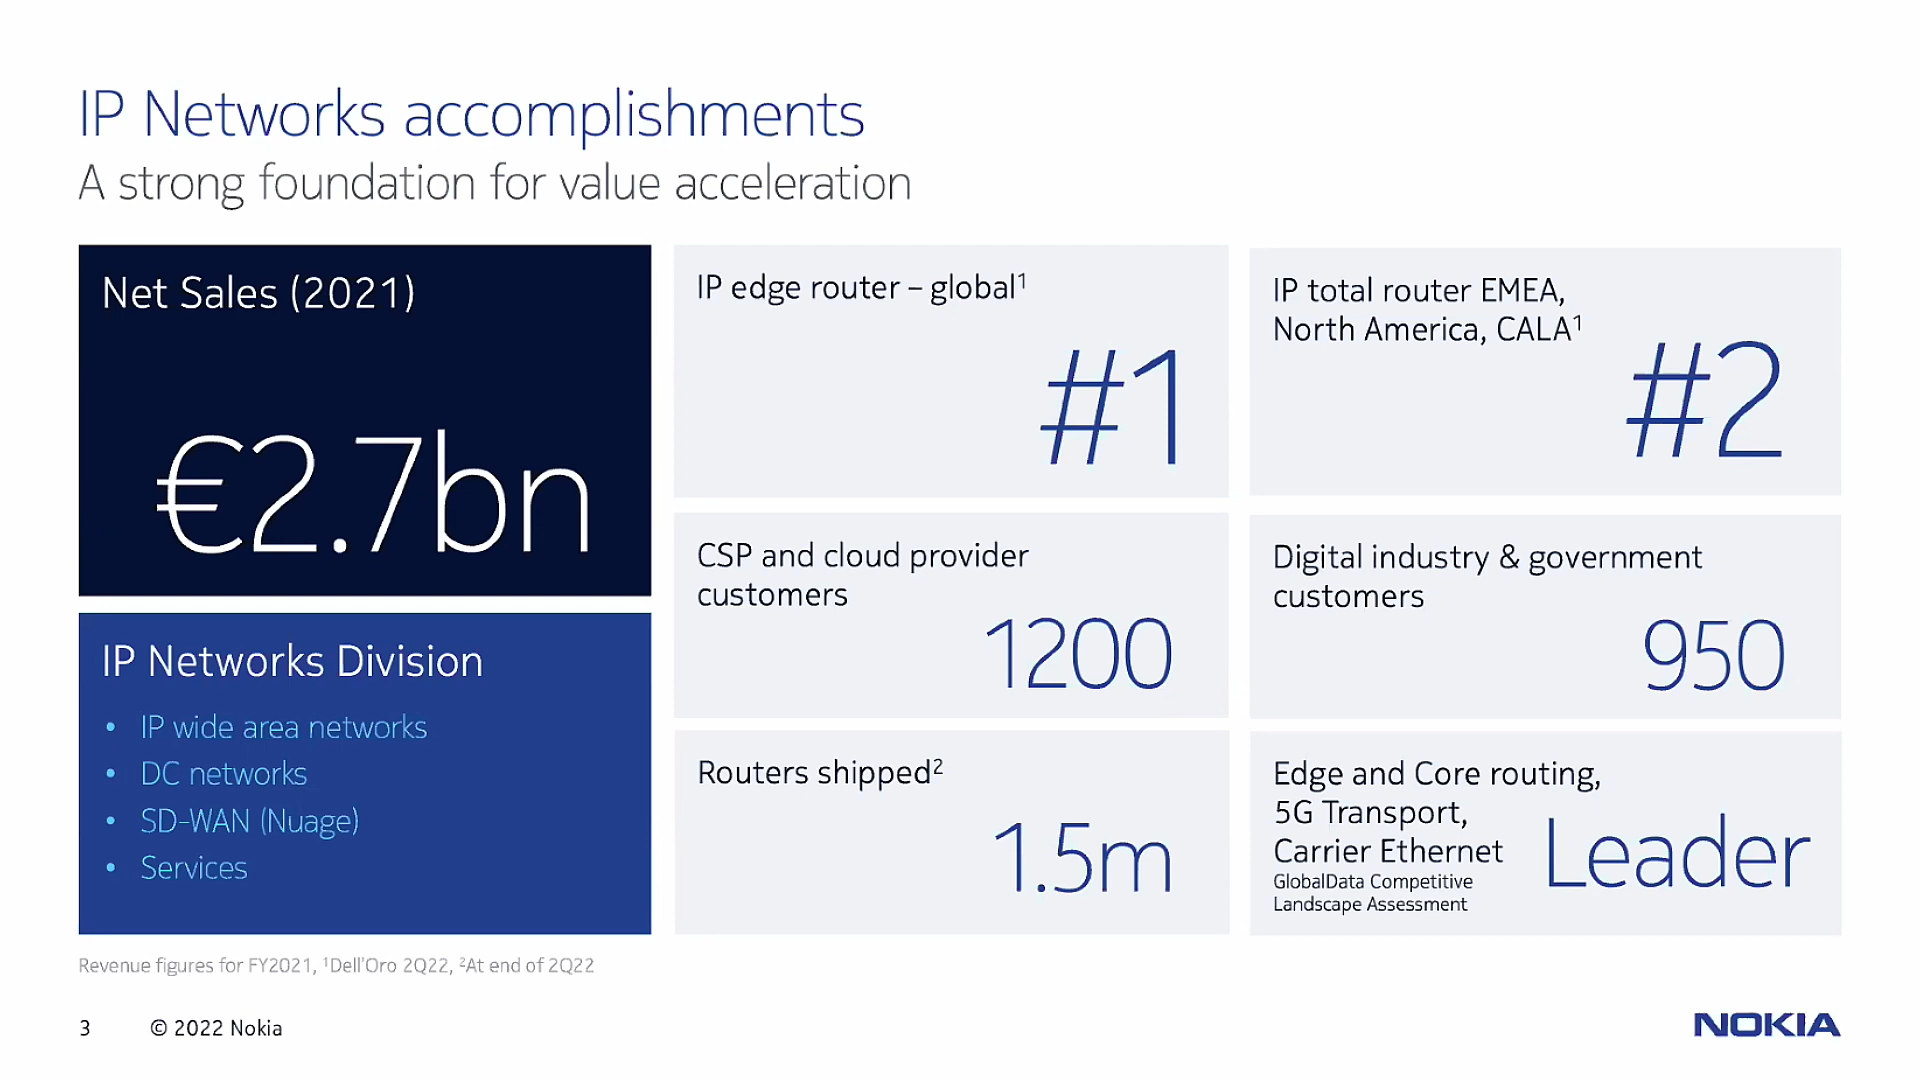 IP Networks accomplishments
A strong foundation for value acceleration
Net Sales (2021)
€2.7bn
IP Networks Division
• IP wide area networks
• DC networks
• SD-WAN (Nuage)
• Services
IP edge router – global¹
#1
IP total router EMEA,
North America, CALA¹
#2
CSP and cloud provider
customers
1200
Digital industry & government
customers
950
Routers shipped²
1.5m
Edge and Core routing,
5G Transport,
Carrier Ethernet
GlobalData Competitive
Landscape Assessment
Leader
Revenue figures for FY2021, ¹Dell'Oro 2Q22, ²At end of 2Q22
3 © 2022 Nokia
NOKIA